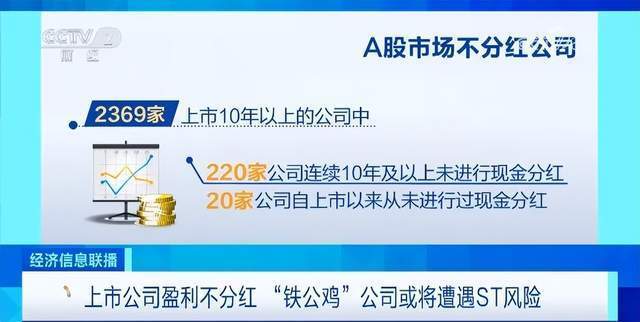 CCTV 2
财经
A股市场不分红公司
2369家 上市10年以上的公司中
220家公司连续10年及以上未进行现金分红
20家公司自上市以来从未进行过现金分红
经济信息联播
上市公司盈利不分红 “铁公鸡”公司或将遭遇ST风险